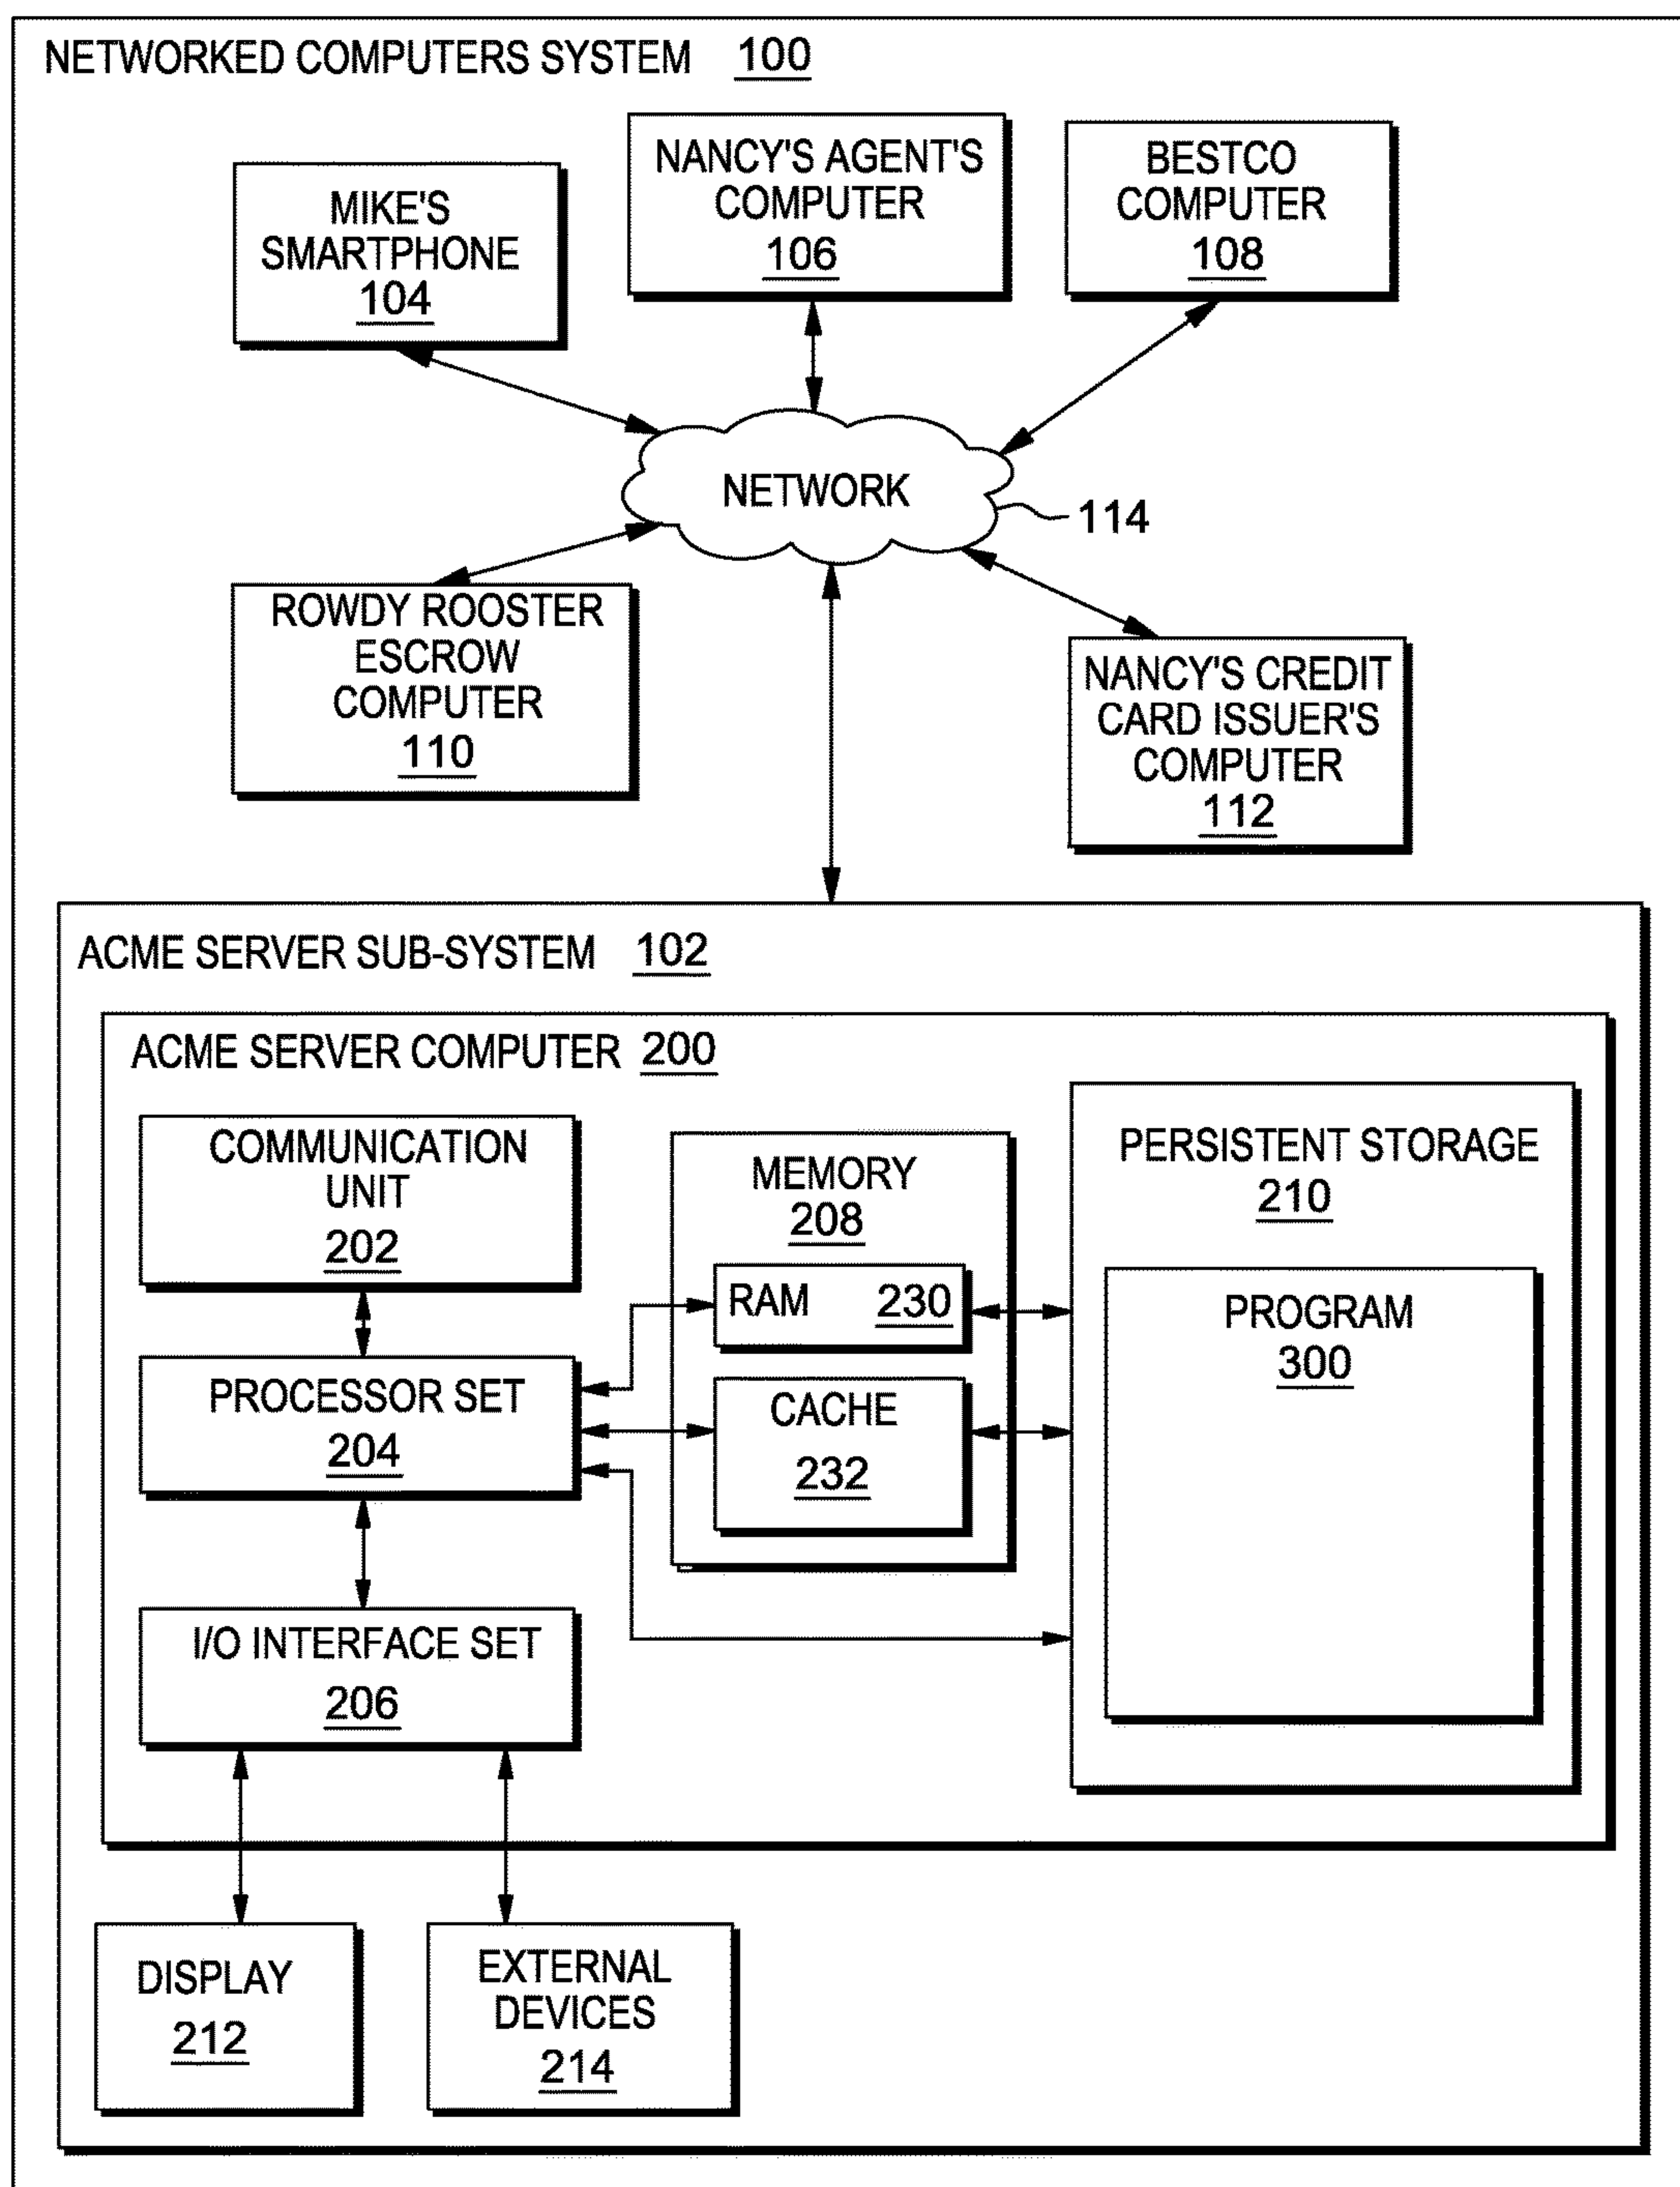 NETWORKED COMPUTERS SYSTEM 100
MIKE'S
SMARTPHONE
104
NANCY'S AGENT'S
COMPUTER
106
BESTCO
COMPUTER
108
NETWORK
114
ROWDY ROOSTER
ESCROW
COMPUTER
110
NANCY'S CREDIT
CARD ISSUER'S
COMPUTER
112
ACME SERVER SUB-SYSTEM 102
ACME SERVER COMPUTER 200
COMMUNICATION
UNIT
202
PROCESSOR SET
204
I/O INTERFACE SET
206
MEMORY
208
RAM 230
CACHE
232
PERSISTENT STORAGE
210
PROGRAM
300
DISPLAY
212
EXTERNAL
DEVICES
214